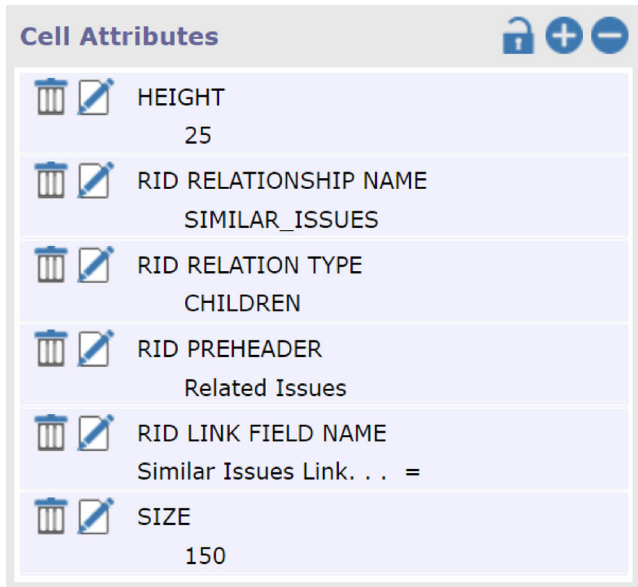 Cell Attributes
HEIGHT
25
RID RELATIONSHIP NAME
SIMILAR_ISSUES
RID RELATION TYPE
CHILDREN
RID PREHEADER
Related Issues
RID LINK FIELD NAME
Similar Issues Link. . . =
SIZE
150